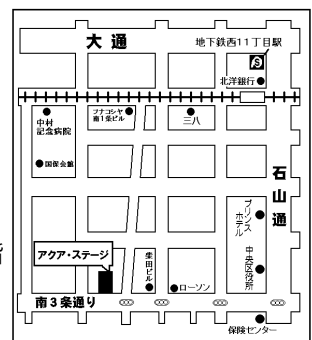 大通
地下鉄西11丁目駅
S
北洋銀行
中村
記念病院
フナコシヤ
南1条ビル
三八
国保会館
石山通
プリンス
ホテル
アクア・ステージ
柴田ビル
ローソン
中央区役所
南3条通り
保険センター